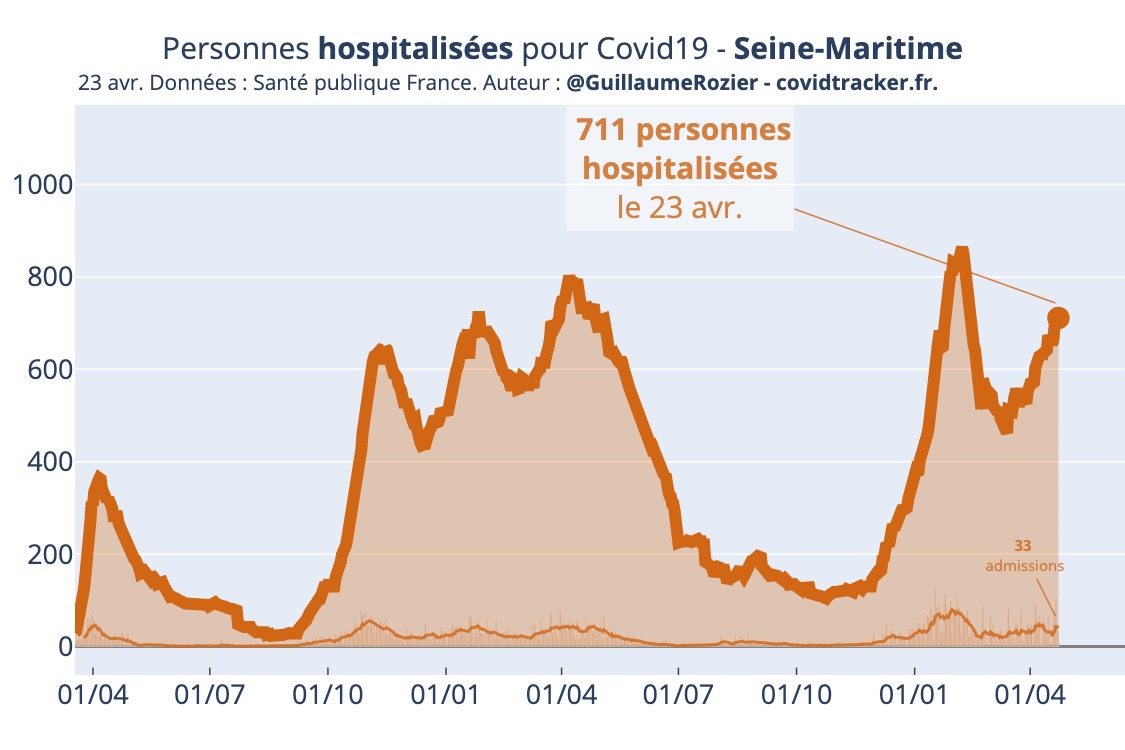 Personnes hospitalisées pour Covid19 - Seine-Maritime
23 avr. Données : Santé publique France. Auteur : @GuillaumeRozier - covidtracker.fr.
711 personnes
hospitalisées
le 23 avr.
1000
800
600
400
200
0
33
admissions
01/04
01/07
01/10
01/01
01/04
01/07
01/10
01/01
01/04